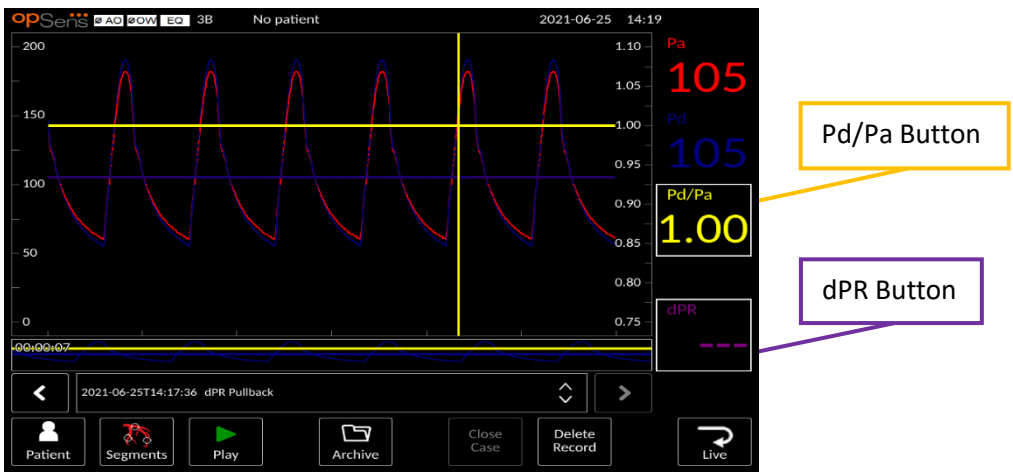 opSens ø AO øOW EQ 3B No patient 2021-06-25 14:19
200 1.10 Pa
105
1.05
150 Pd
1.00
105
0.95
100 0.90 Pd/Pa
1.00
0.85
50
0.80
dPR
0 0.75
---
00:00:07
< 2021-06-25T14:17:36 dPR Pullback >
Patient Segments Play Archive Close Case Delete Record Live
Pd/Pa Button
dPR Button